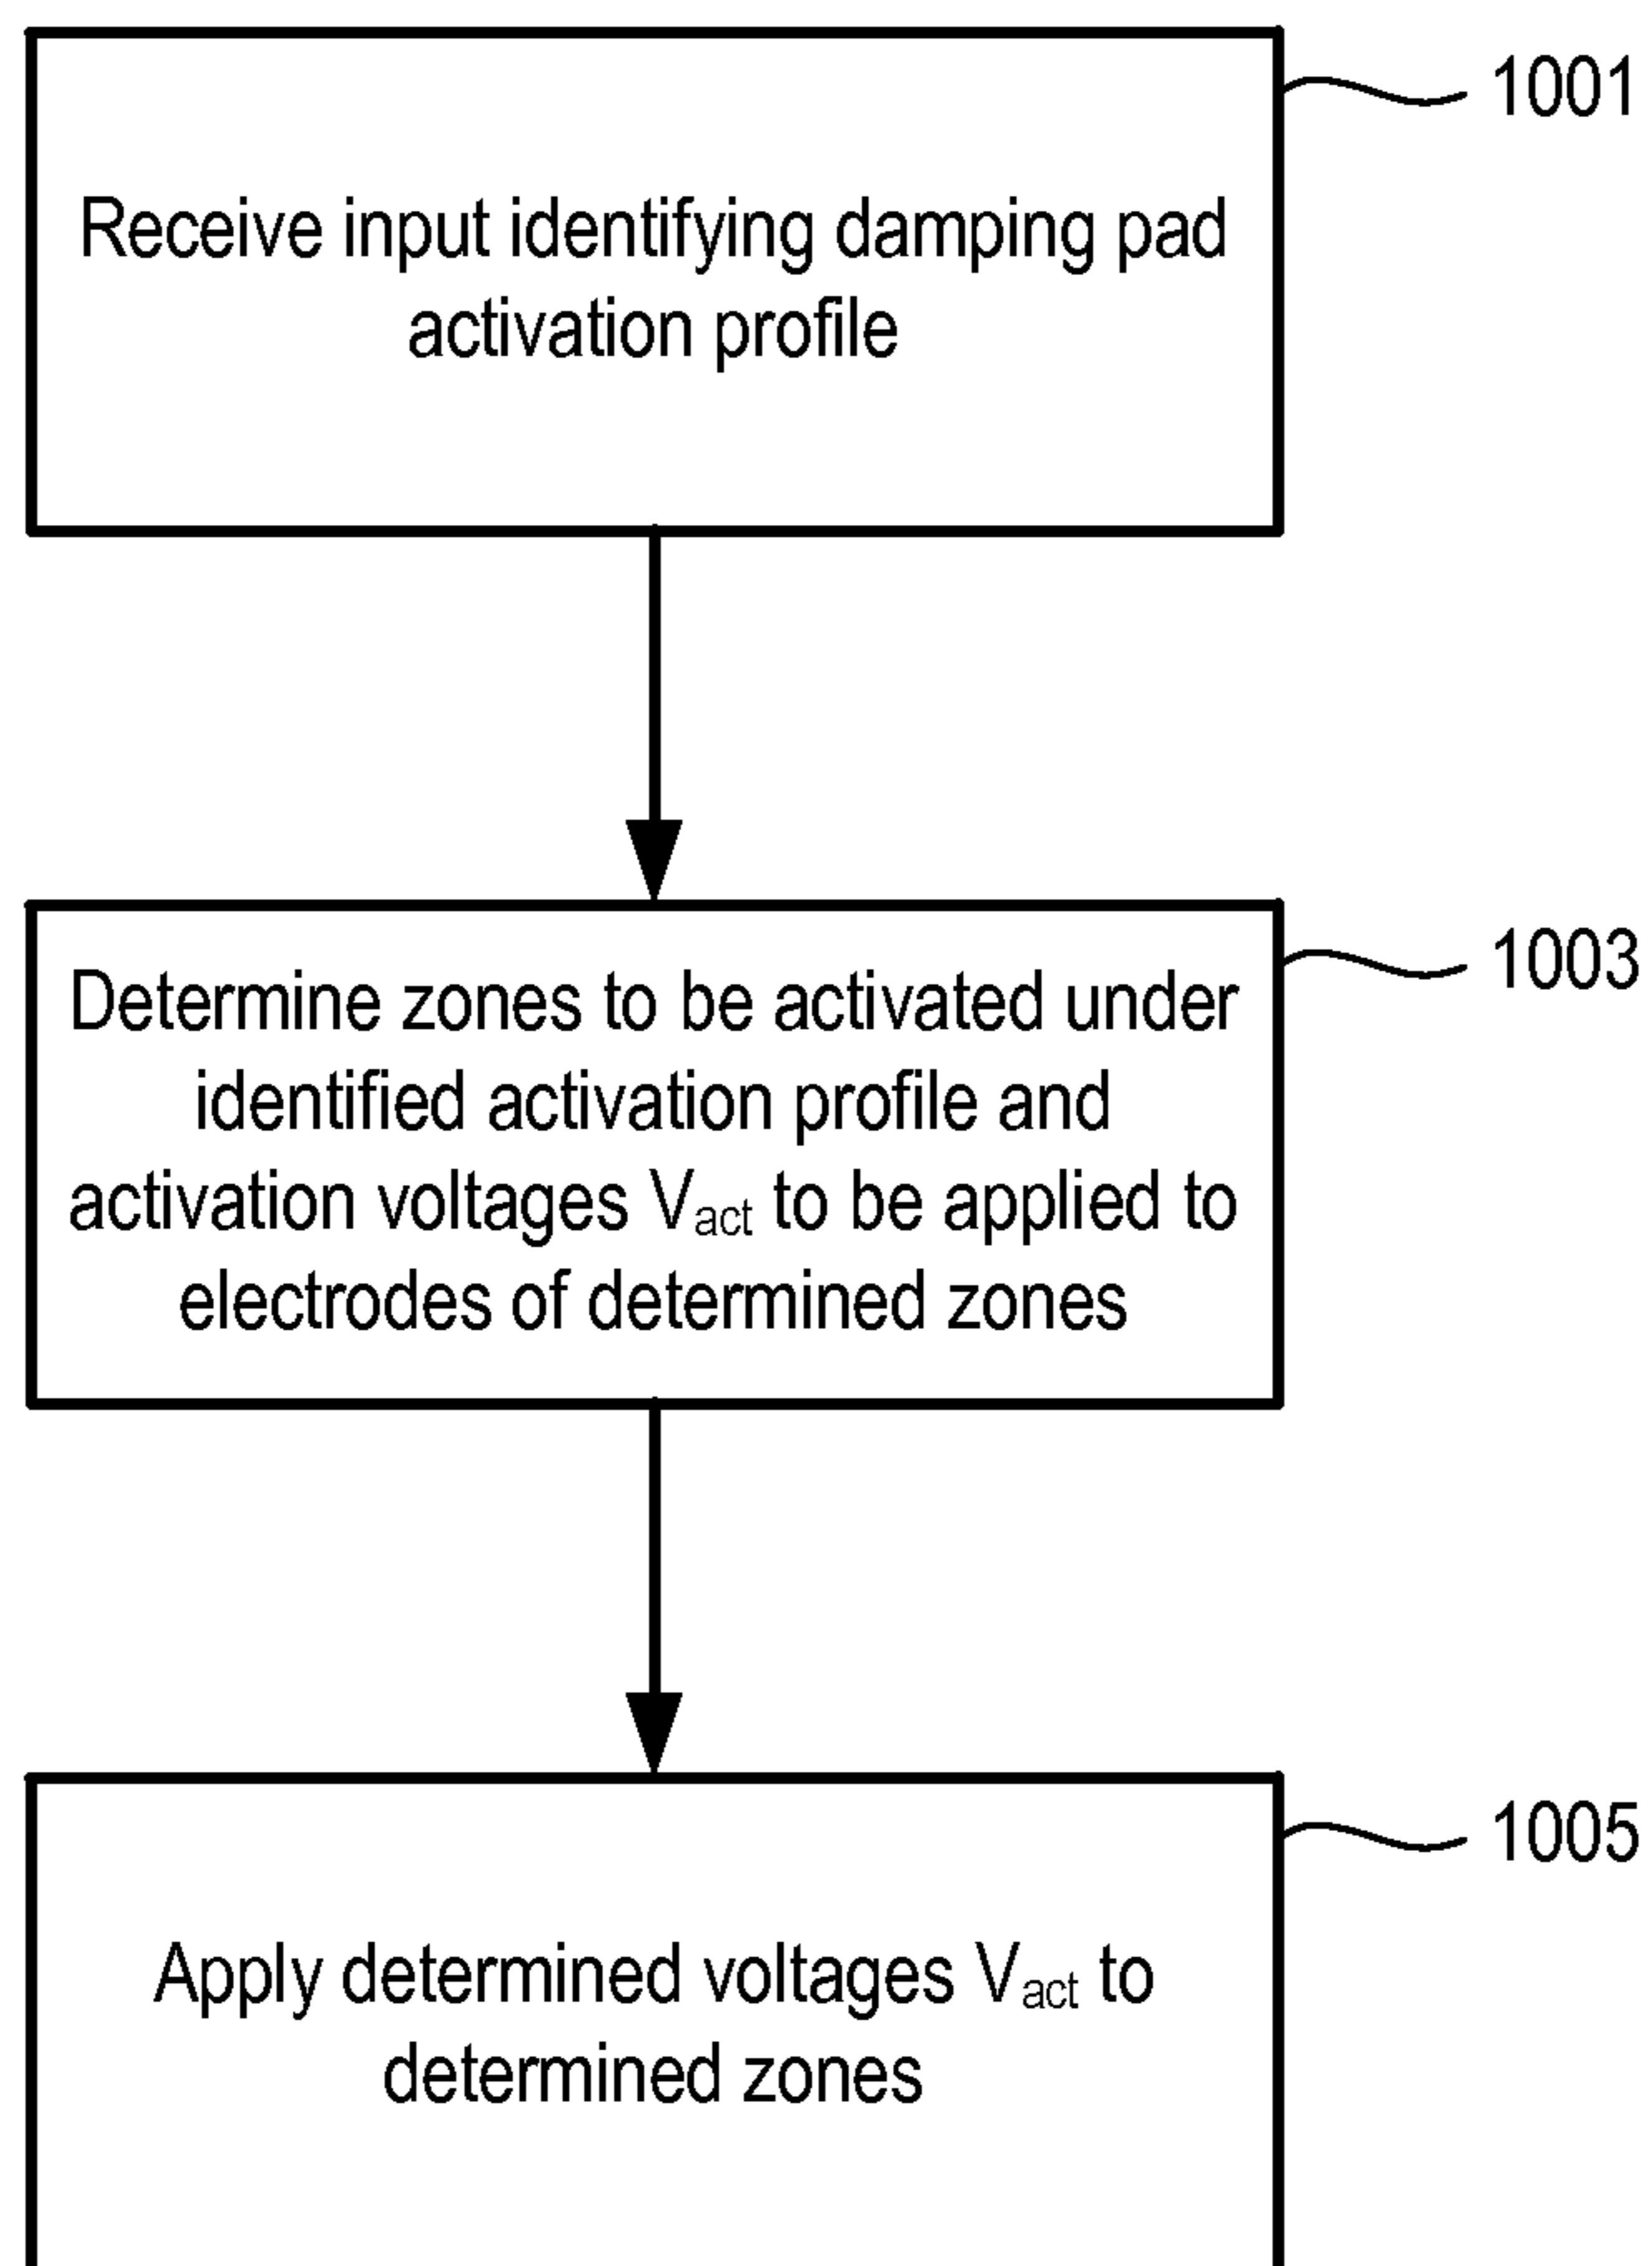 1001
Receive input identifying damping pad
activation profile
1003
Determine zones to be activated under
identified activation profile and
activation voltages Vact to be applied to
electrodes of determined zones
1005
Apply determined voltages Vact to
determined zones